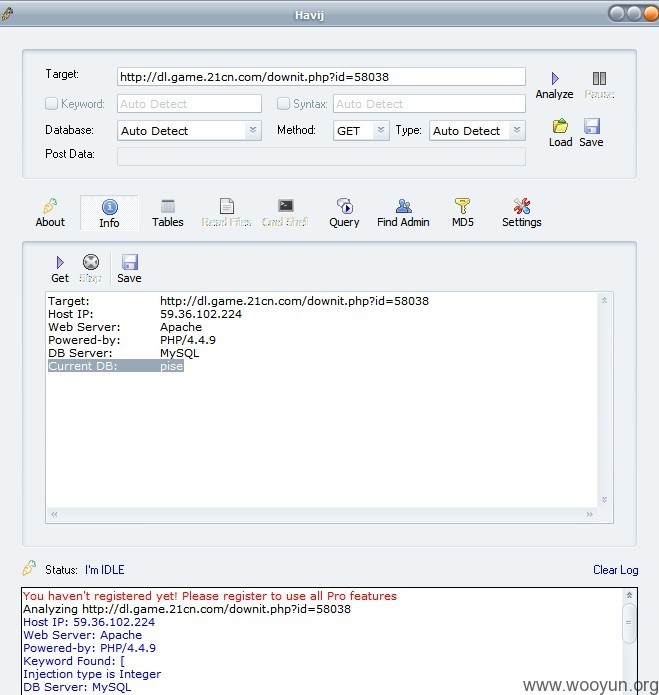 Havij
Target: http://dl.game.21cn.com/downit.php?id=58038
Analyze Pause
Keyword: Auto Detect Syntax: Auto Detect
Database: Auto Detect Method: GET Type: Auto Detect
Load Save
Post Data:
About Info Tables Read Files Cmd Shell Query Find Admin MD5 Settings
Get Stop Save
Target: http://dl.game.21cn.com/downit.php?id=58038
Host IP: 59.36.102.224
Web Server: Apache
Powered-by: PHP/4.4.9
DB Server: MySQL
Current DB: pise
Status: I'm IDLE Clear Log
You haven't registered yet! Please register to use all Pro features
Analyzing http://dl.game.21cn.com/downit.php?id=58038
Host IP: 59.36.102.224
Web Server: Apache
Powered-by: PHP/4.4.9
Keyword Found: [
Injection type is Integer
DB Server: MySQL
www.wooyun.org